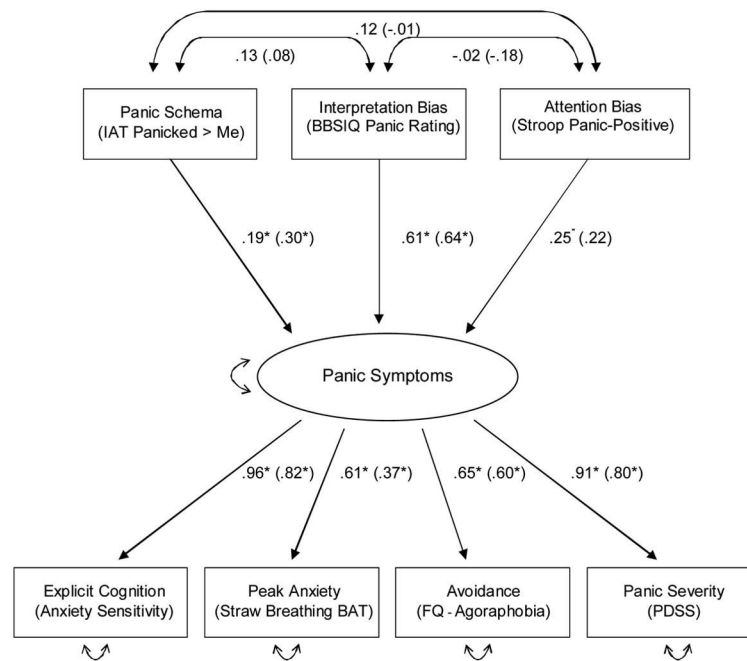 .12 (-.01)
.13 (.08)
-.02 (-.18)
Panic Schema
(IAT Panicked > Me)
Interpretation Bias
(BBSIQ Panic Rating)
Attention Bias
(Stroop Panic-Positive)
.19* (.30*)
.61* (.64*)
.25* (.22)
Panic Symptoms
.96* (.82*)
.61* (.37*)
.65* (.60*)
.91* (.80*)
Explicit Cognition
(Anxiety Sensitivity)
Peak Anxiety
(Straw Breathing BAT)
Avoidance
(FQ - Agoraphobia)
Panic Severity
(PDSS)